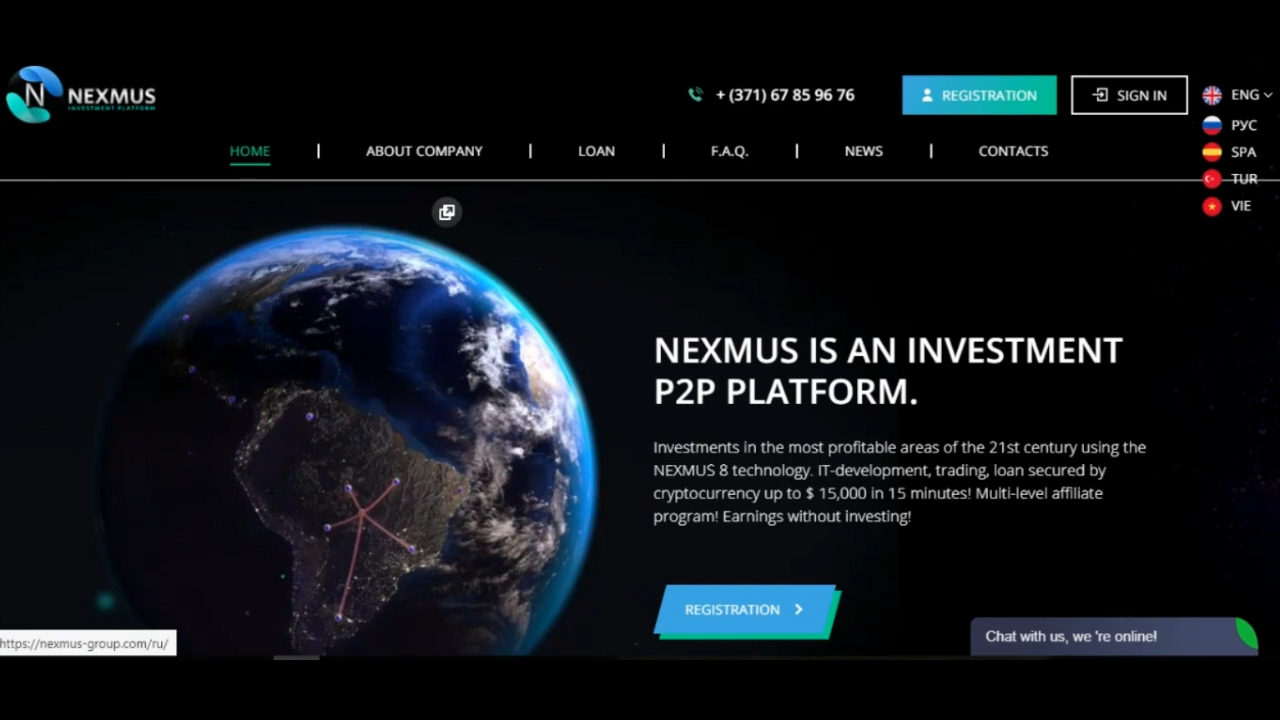 NEXMUS
INVESTMENT PLATFORM
+ (371) 67 85 96 76
REGISTRATION
SIGN IN
ENG
РУС
SPA
TUR
VIE
HOME
ABOUT COMPANY
LOAN
F.A.Q.
NEWS
CONTACTS
NEXMUS IS AN INVESTMENT
P2P PLATFORM.
Investments in the most profitable areas of the 21st century using the
NEXMUS 8 technology. IT-development, trading, loan secured by
cryptocurrency up to $ 15,000 in 15 minutes! Multi-level affiliate
program! Earnings without investing!
REGISTRATION
Chat with us, we 're online!
https://nexmus-group.com/ru/